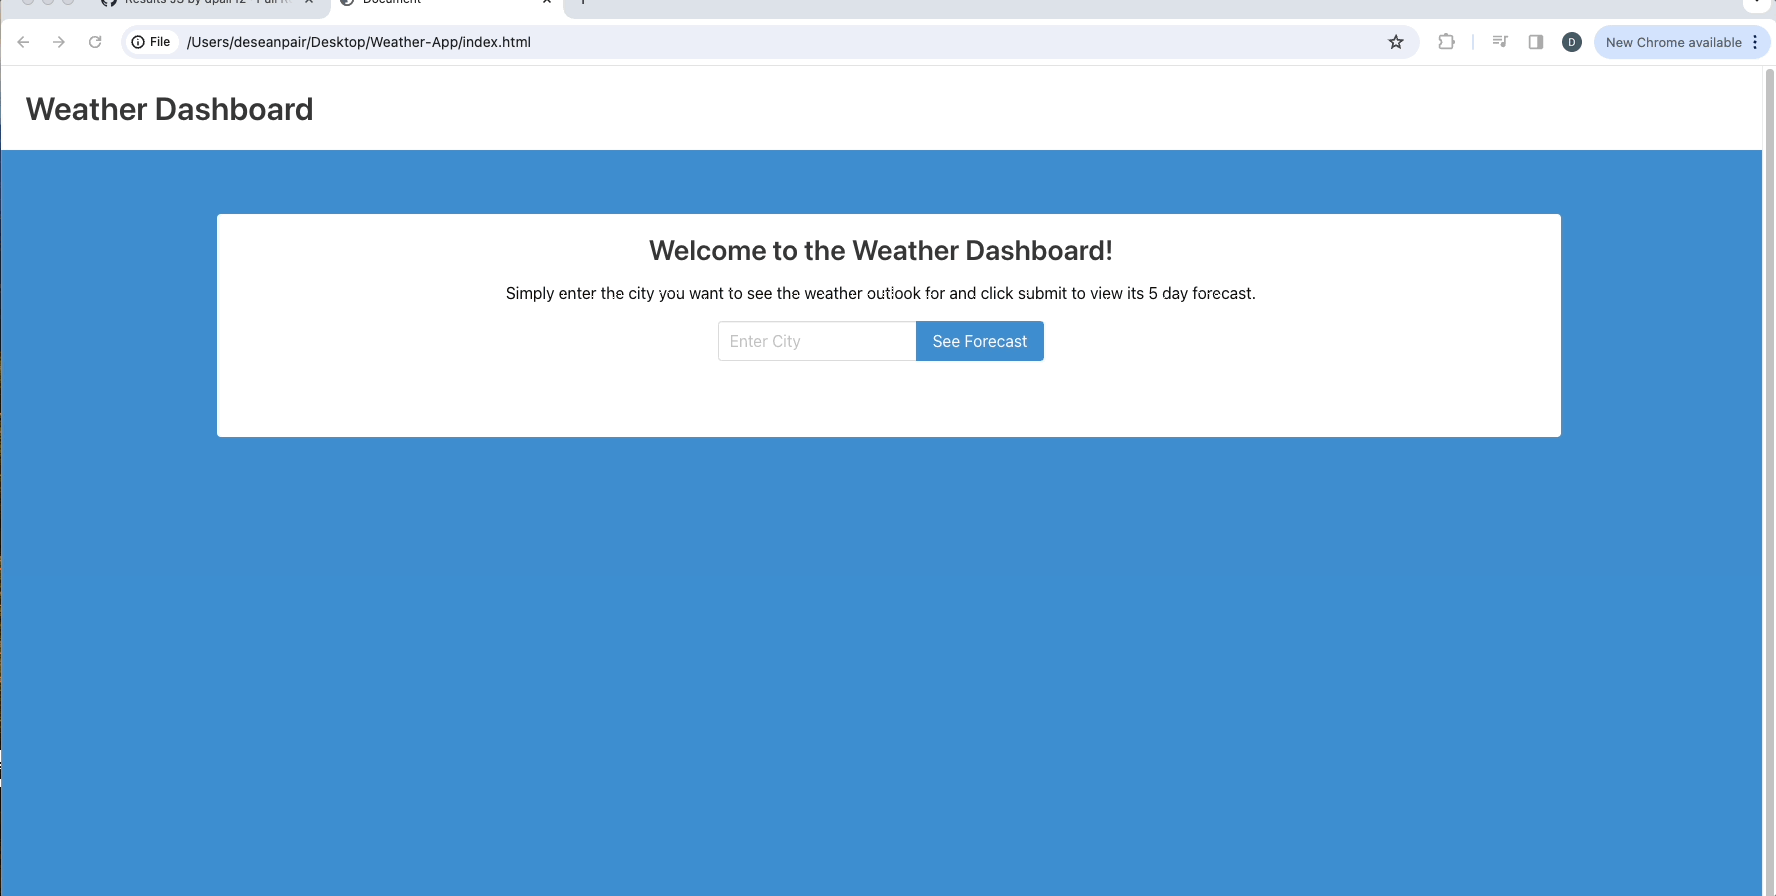 Document
File
/Users/deseanpair/Desktop/Weather-App/index.html
D
New Chrome available
Weather Dashboard
Welcome to the Weather Dashboard!
Simply enter the city you want to see the weather outlook for and click submit to view its 5 day forecast.
Enter City
See Forecast